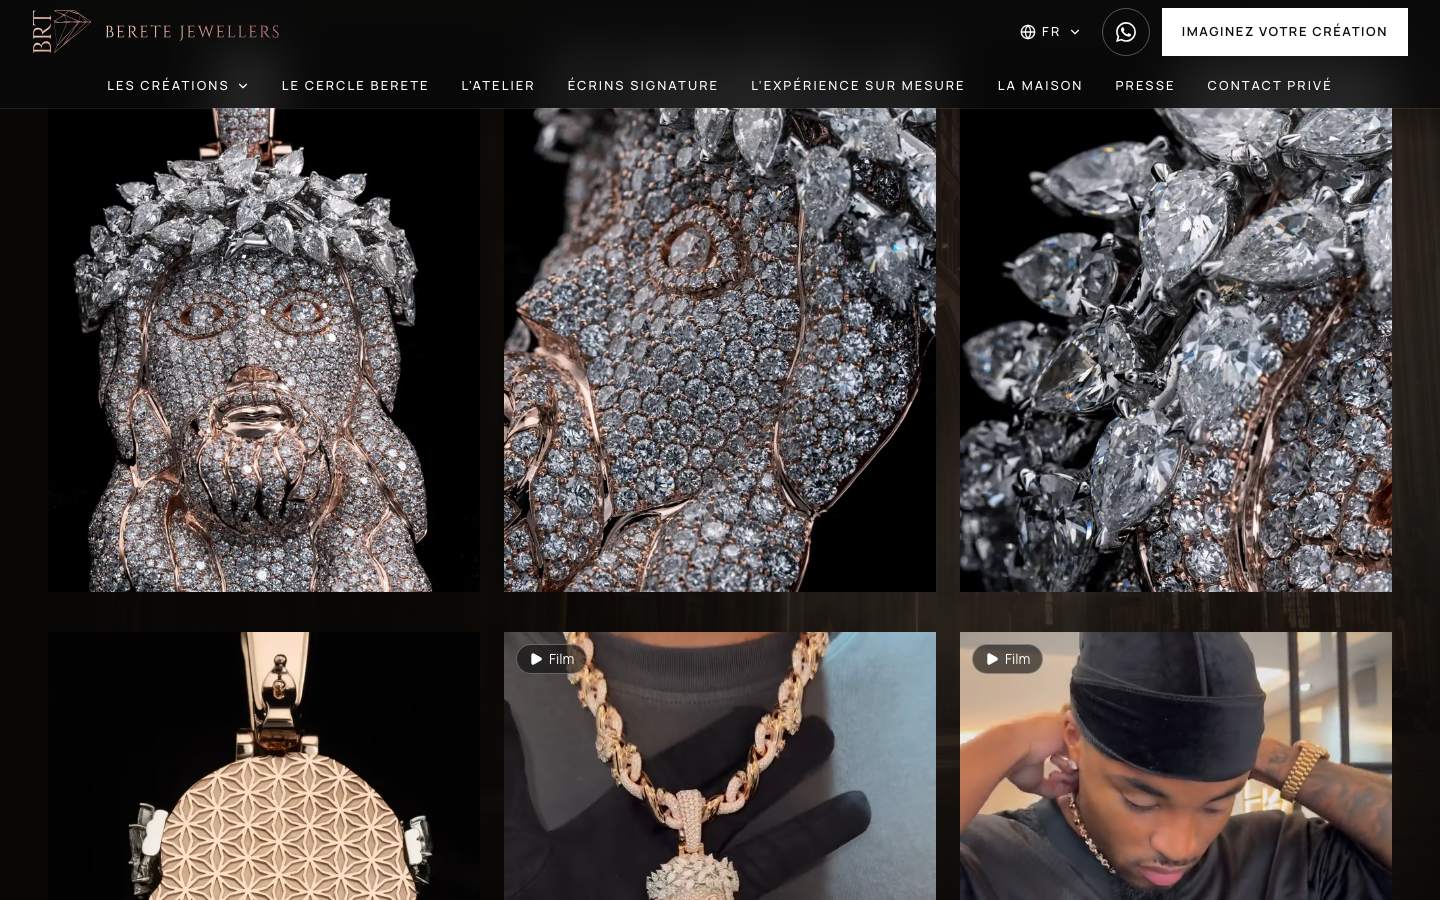 BRT
BERETE JEWELLERS
FR
IMAGINEZ VOTRE CRÉATION
LES CRÉATIONS
LE CERCLE BERETE
L'ATELIER
ÉCRINS SIGNATURE
L'EXPÉRIENCE SUR MESURE
LA MAISON
PRESSE
CONTACT PRIVÉ
Film
Film